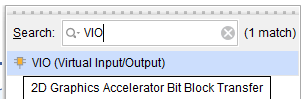 Search: VIO (1 match)
VIO (Virtual Input/Output)
2D Graphics Accelerator Bit Block Transfer